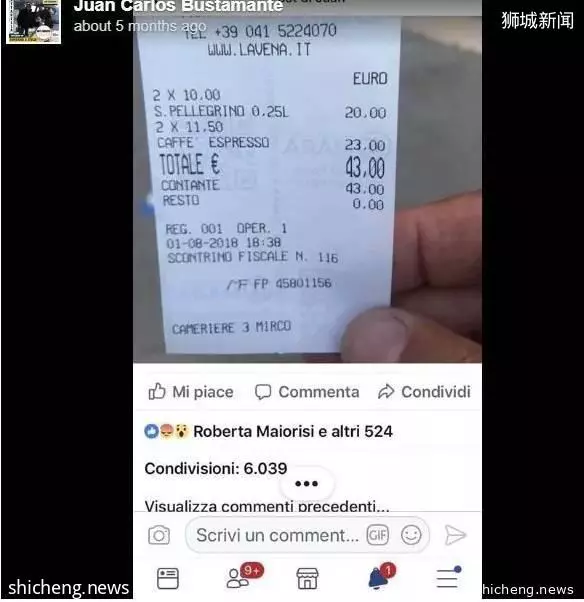 Juan Carlos Bustamante
about 5 months ago
狮城新闻
TEL +39 041 5224070
WWW.LAVENA.IT
EURO
2 X 10.00
S.PELLEGRINO 0.25L 20.00
2 X 11.50
CAFFE' ESPRESSO 23.00
TOTALE € 43,00
CONTANTE 43.00
RESTO 0.00
REG. 001 OPER. 1
01-08-2018 18:38
SCONTRINO FISCALE N. 116
FP 45801156
CAMERIERE 3 MIRCO
Mi piace Commenta Condividi
Roberta Maiorisi e altri 524
Condivisioni: 6.039
Visualizza commenti precedenti...
Scrivi un comment... GIF
9+ 1
shicheng.news shicheng.news